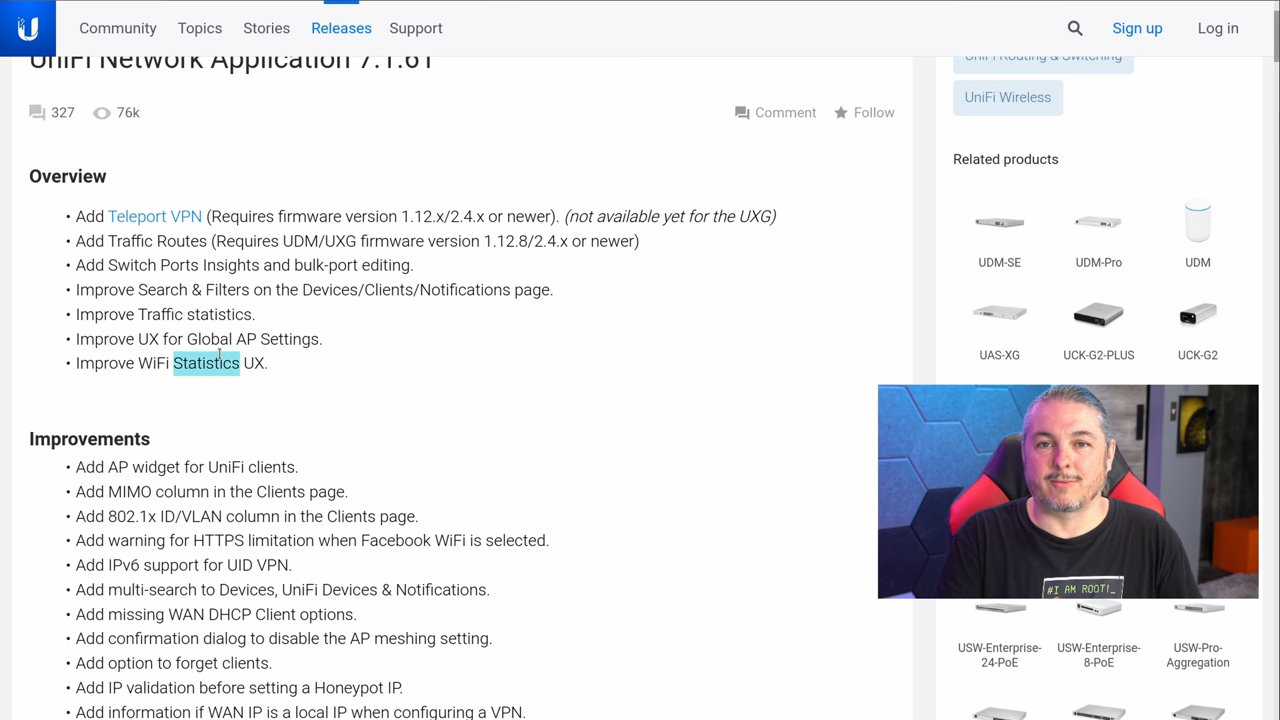 Community Topics Stories Releases Support
Sign up Log in
UniFi Network Application 7.1.61
327 76k
Comment Follow
Overview
• Add Teleport VPN (Requires firmware version 1.12.x/2.4.x or newer). (not available yet for the UXG)
• Add Traffic Routes (Requires UDM/UXG firmware version 1.12.8/2.4.x or newer)
• Add Switch Ports Insights and bulk-port editing.
• Improve Search & Filters on the Devices/Clients/Notifications page.
• Improve Traffic statistics.
• Improve UX for Global AP Settings.
• Improve WiFi Statistics UX.
Improvements
• Add AP widget for UniFi clients.
• Add MIMO column in the Clients page.
• Add 802.1x ID/VLAN column in the Clients page.
• Add warning for HTTPS limitation when Facebook WiFi is selected.
• Add IPv6 support for UID VPN.
• Add multi-search to Devices, UniFi Devices & Notifications.
• Add missing WAN DHCP Client options.
• Add confirmation dialog to disable the AP meshing setting.
• Add option to forget clients.
• Add IP validation before setting a Honeypot IP.
• Add information if WAN IP is a local IP when configuring a VPN.
UniFi Routing & Switching
UniFi Wireless
Related products
UDM-SE UDM-Pro UDM
UAS-XG UCK-G2-PLUS UCK-G2
#I AM ROOT!_
USW-Enterprise- USW-Enterprise- USW-Pro-
24-PoE 8-PoE Aggregation